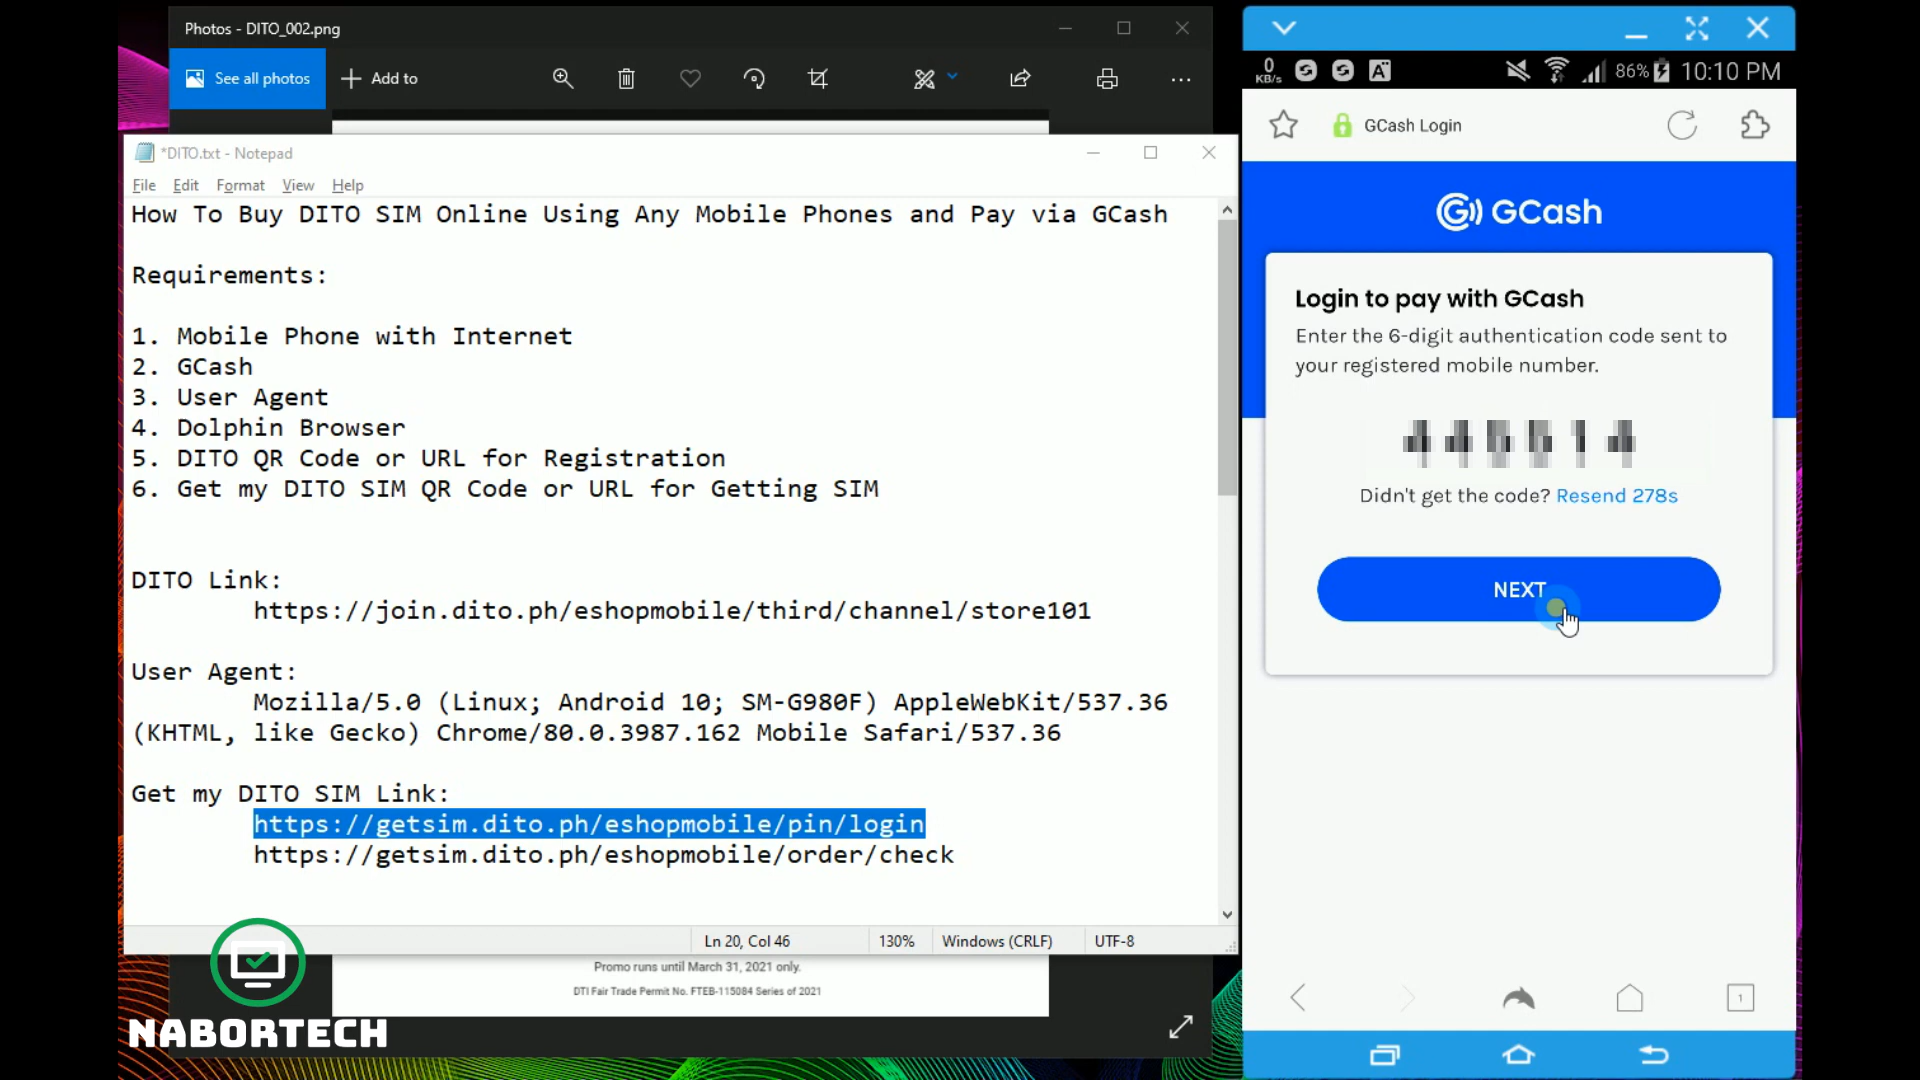 Photos - DITO_002.png
See all photos
Add to
*DITO.txt - Notepad
File Edit Format View Help
How To Buy DITO SIM Online Using Any Mobile Phones and Pay via GCash
Requirements:
1. Mobile Phone with Internet
2. GCash
3. User Agent
4. Dolphin Browser
5. DITO QR Code or URL for Registration
6. Get my DITO SIM QR Code or URL for Getting SIM
DITO Link:
https://join.dito.ph/eshopmobile/third/channel/store101
User Agent:
Mozilla/5.0 (Linux; Android 10; SM-G980F) AppleWebKit/537.36
(KHTML, like Gecko) Chrome/80.0.3987.162 Mobile Safari/537.36
Get my DITO SIM Link:
https://getsim.dito.ph/eshopmobile/pin/login
https://getsim.dito.ph/eshopmobile/order/check
Ln 20, Col 46 130% Windows (CRLF) UTF-8
Promo runs until March 31, 2021 only.
DTI Fair Trade Permit No. FTEB-115084 Series of 2021
NABORTECH
0 KB/s A 86% 10:10 PM
GCash Login
GCash
Login to pay with GCash
Enter the 6-digit authentication code sent to
your registered mobile number.
Didn't get the code? Resend 278s
NEXT
1